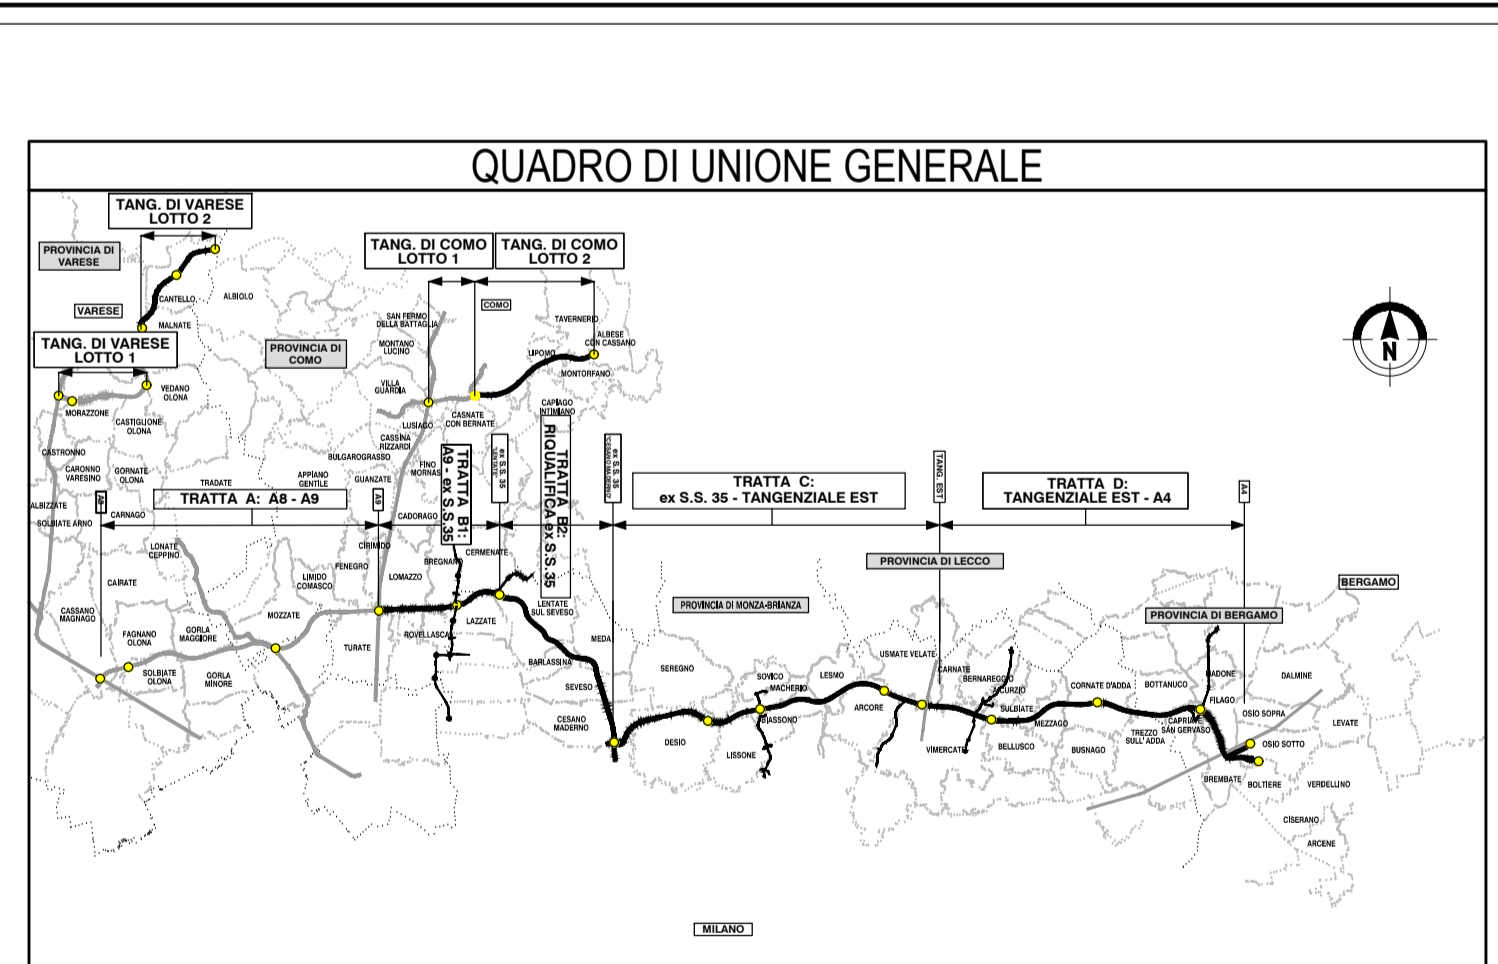 QUADRO DI UNIONE GENERALE
TANG. DI VARESE
LOTTO 2
PROVINCIA DI
VARESE
TANG. DI COMO
LOTTO 1
TANG. DI COMO
LOTTO 2
CANTELLO
ALBIOLO
VARESE
MALNATE
COMO
SAN FERMO
DELLA BATTAGLIA
TAVERNERIO
ALBESE
CON CASSANO
TANG. DI VARESE
LOTTO 1
PROVINCIA DI
COMO
MONTANO
LUCINO
LIPOMO
MONTORFANO
N
VILLA
GUARDIA
VEDANO
OLONA
MORAZZONE
CASTIGLIONE
OLONA
LUSIAGO
CASNATE
CON BERNATE
CAPIAGO
INTIMIANO
CASSINA
RIZZARDI
CASTRONNO
BULGAROGRASSO
CARONNO
VARESINO
GORNATE
OLONA
TRADATE
APPIANO
GENTILE
GUANZATE
FINO
MORNAS
TRATTA B1:
A9 - ex S.S.35
ex S.S. 35
"LENTATE"
TRATTA B2:
RIQUALIFICA ex S.S.35
ex S.S. 35
"CESANO MADERNO"
TRATTA C:
ex S.S. 35 - TANGENZIALE EST
TANG. EST
TRATTA D:
TANGENZIALE EST - A4
A4
A8
TRATTA A: A8 - A9
A9
ALBIZZATE
SOLBIATE ARNO
CARNAGO
CADORAGO
LONATE
CEPPINO
CIRIMIDO
FENEGRO
LOMAZZO
BREGNANO
CERMENATE
PROVINCIA DI LECCO
CAIRATE
LIMIDO
COMASCO
BERGAMO
CASSANO
MAGNAGO
MOZZATE
LAZZATE
LENTATE
SUL SEVESO
PROVINCIA DI MONZA-BRIANZA
PROVINCIA DI BERGAMO
FAGNANO
OLONA
GORLA
MAGGIORE
TURATE
ROVELLASCA
MEDA
BARLASSINA
SEREGNO
USMATE VELATE
SOLBIATE
OLONA
GORLA
MINORE
SEVESO
SOVICO
MACHERIO
LESMO
CARNATE
BERNAREGGIO
AICURZIO
CORNATE D'ADDA
BOTTANUCO
MADONE
DALMINE
CESANO
MADERNO
BIASSONO
ARCORE
SULBIATE
MEZZAGO
FILAGO
OSIO SOPRA
CAPRIATE
SAN GERVASO
TREZZO
SULL' ADDA
LEVATE
DESIO
LISSONE
VIMERCATE
BELLUSCO
BUSNAGO
OSIO SOTTO
BREMBATE
BOLTIERE
VERDELLINO
CISERANO
ARCENE
MILANO